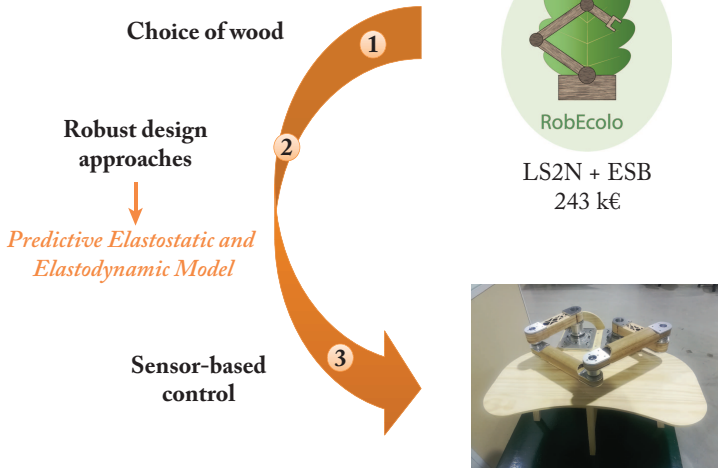 Choice of wood
1
Robust design
approaches
2
Predictive Elastostatic and
Elastodynamic Model
3
Sensor-based
control
RobEcolo
LS2N + ESB
243 k€